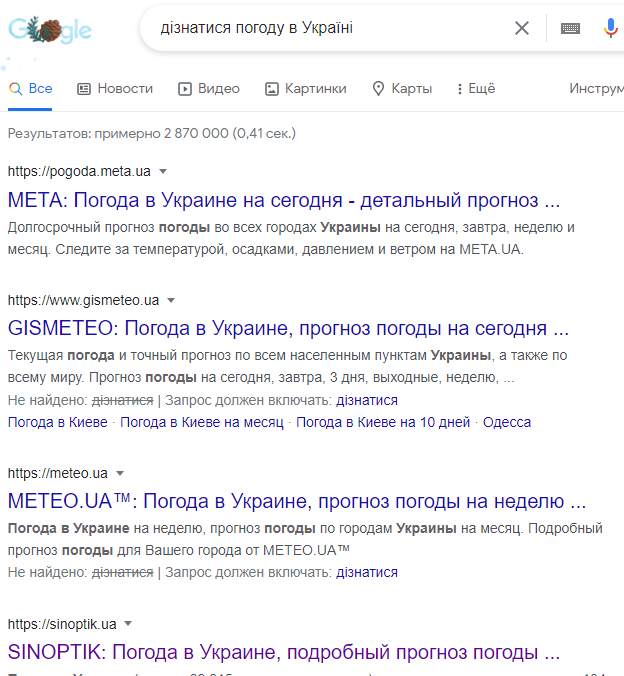 Google
дізнатися погоду в Україні
Все Новости Видео Картинки Карты Ещё Инструм
Результатов: примерно 2 870 000 (0,41 сек.)
https://pogoda.meta.ua
META: Погода в Украине на сегодня - детальный прогноз ...
Долгосрочный прогноз погоды во всех городах Украины на сегодня, завтра, неделю и
месяц. Следите за температурой, осадками, давлением и ветром на META.UA.
https://www.gismeteo.ua
GISMETEO: Погода в Украине, прогноз погоды на сегодня ...
Текущая погода и точный прогноз по всем населенным пунктам Украины, а также по
всему миру. Прогноз погоды на сегодня, завтра, 3 дня, выходные, неделю, ...
Не найдено: дізнатися | Запрос должен включать: дізнатися
Погода в Киеве · Погода в Киеве на месяц · Погода в Киеве на 10 дней · Одесса
https://meteo.ua
METEO.UA™: Погода в Украине, прогноз погоды на неделю ...
Погода в Украине на неделю, прогноз погоды по городам Украины на месяц. Подробный
прогноз погоды для Вашего города от METEO.UA™
Не найдено: дізнатися | Запрос должен включать: дізнатися
https://sinoptik.ua
SINOPTIK: Погода в Украине, подробный прогноз погоды ...